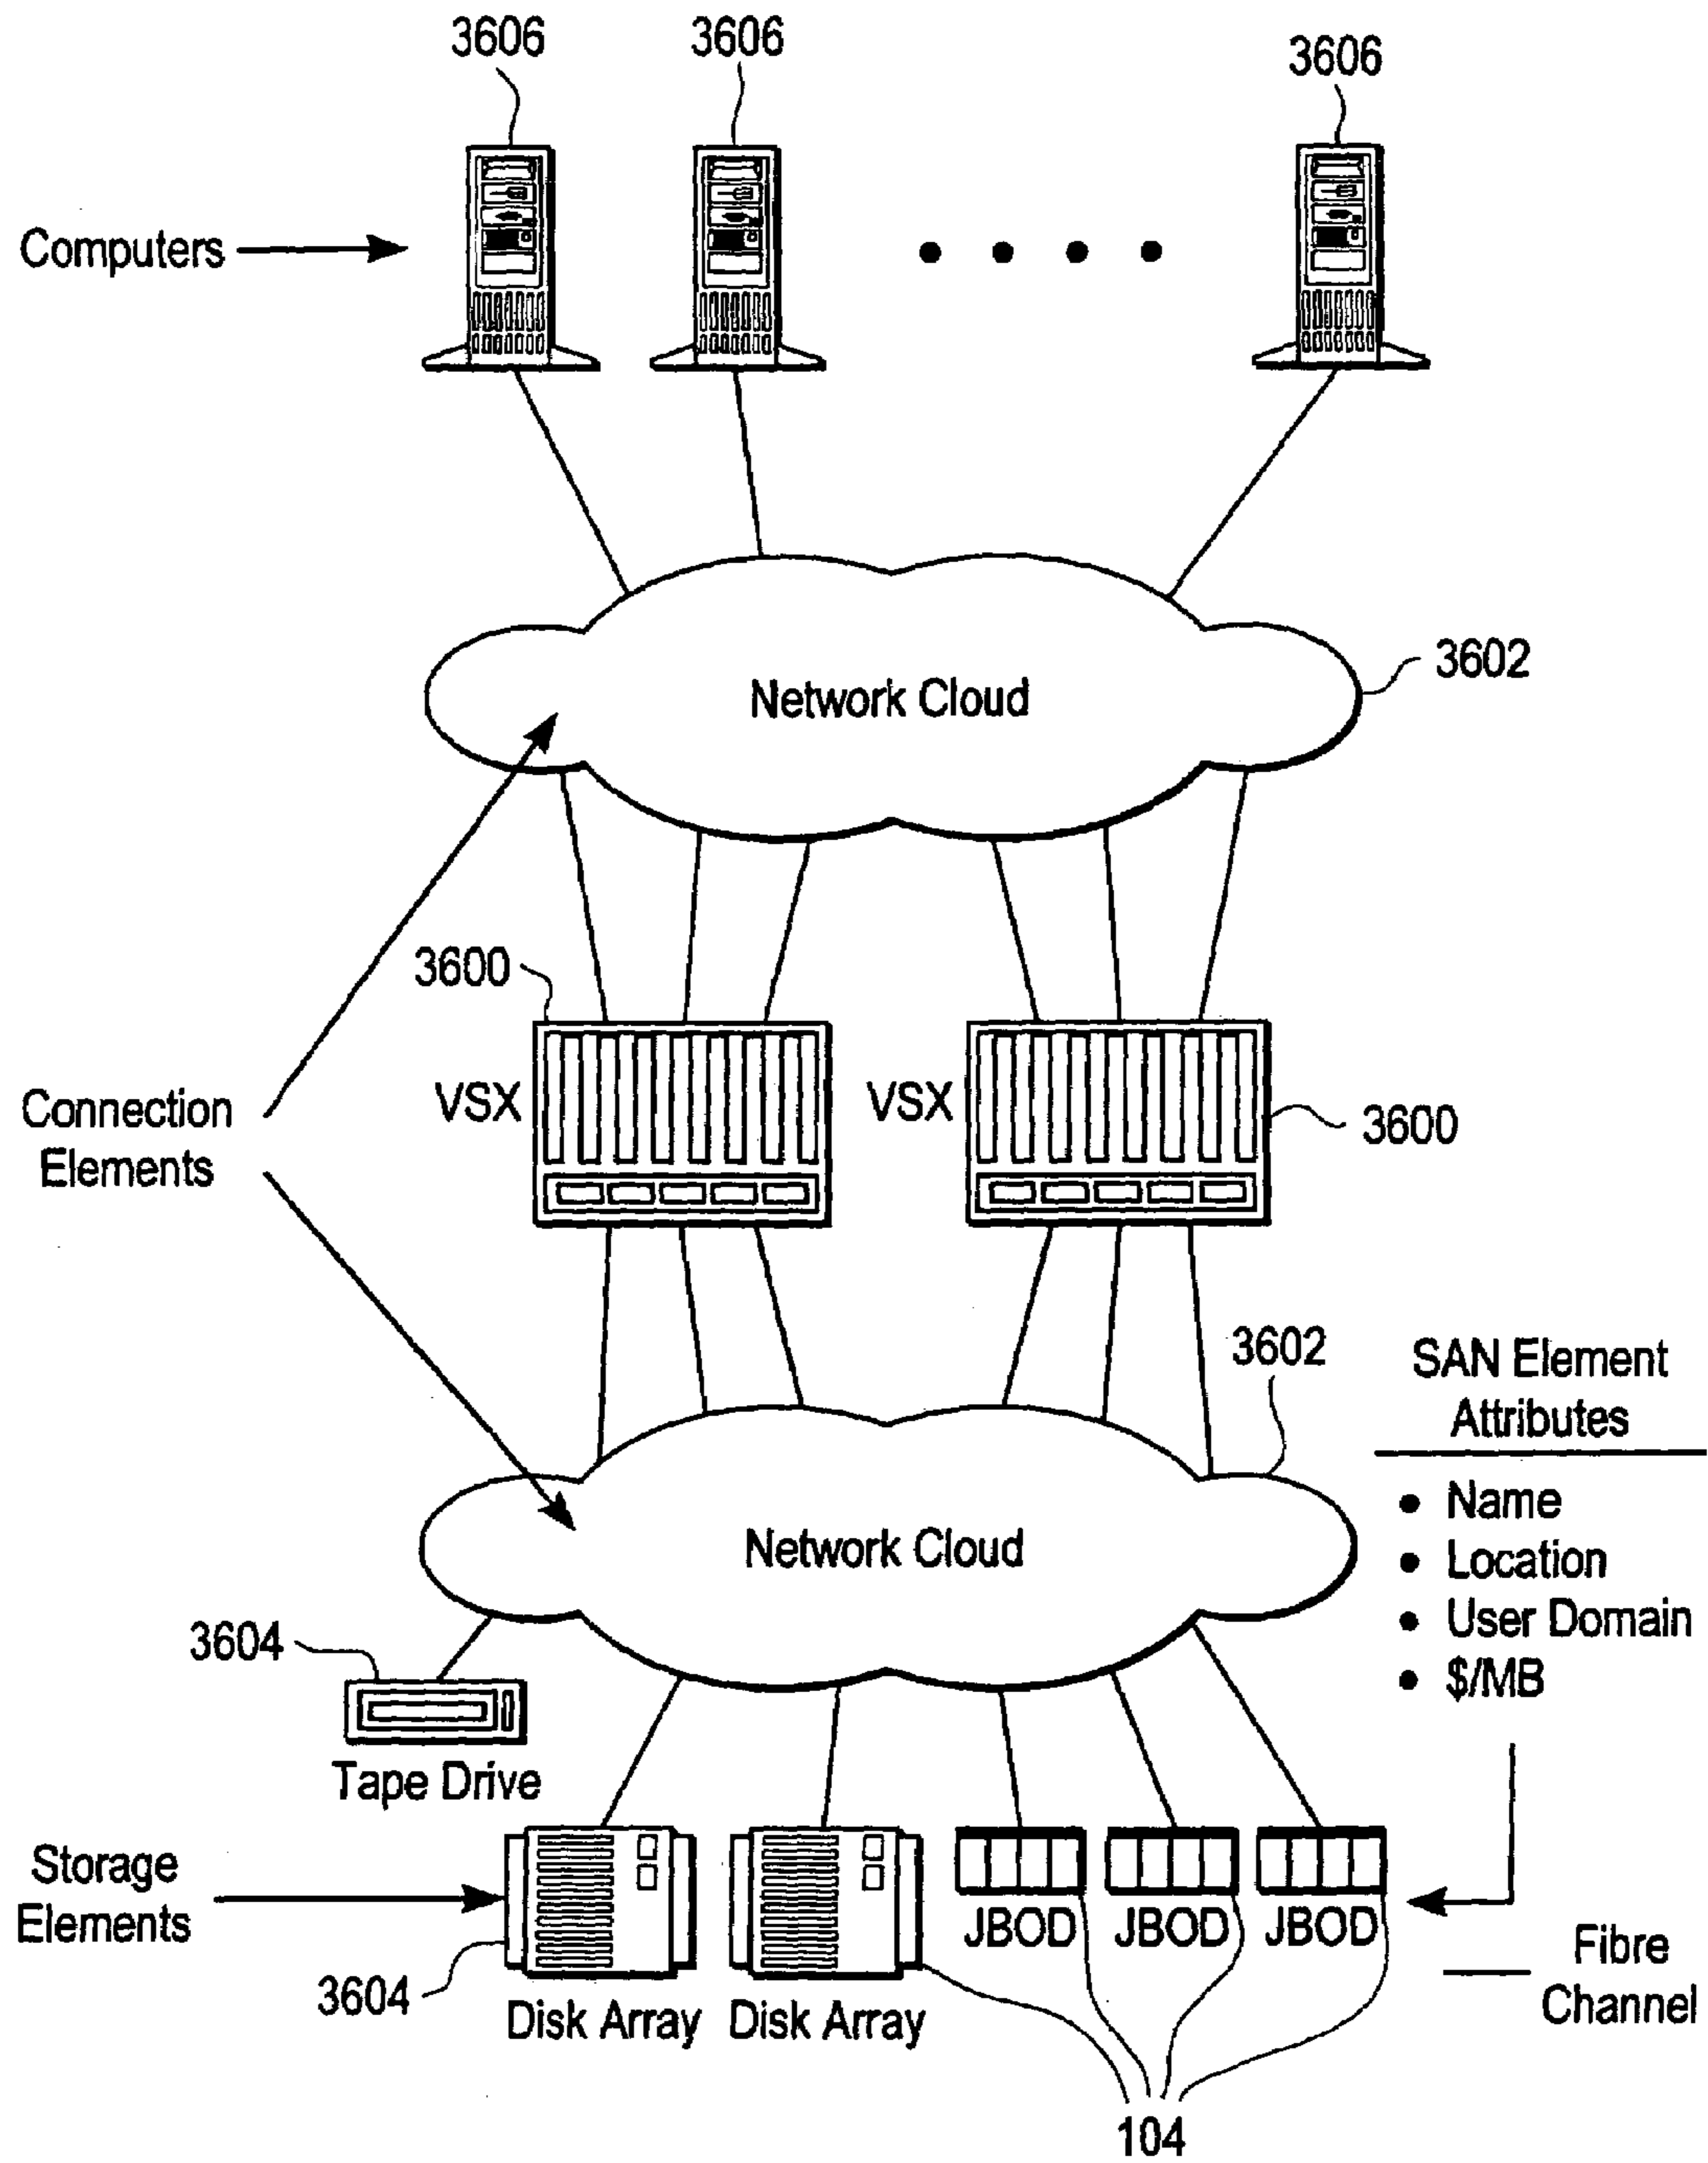 3606
3606
3606
Computers
3602
Network Cloud
3600
VSX
VSX
3600
Connection
Elements
3602
SAN Element
Attributes
• Name
• Location
• User Domain
• $/MB
Network Cloud
3604
Tape Drive
Storage
Elements
3604
Disk Array
Disk Array
JBOD
JBOD
JBOD
Fibre
Channel
104